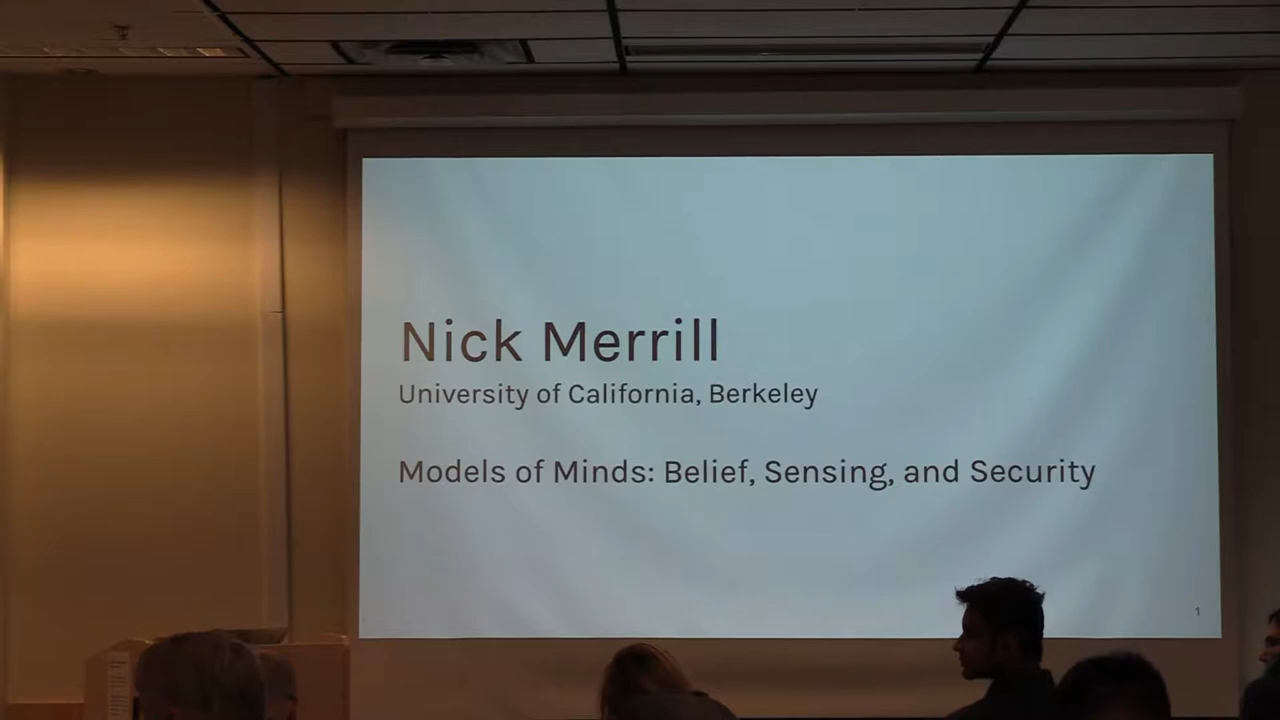 Nick Merrill
University of California, Berkeley
Models of Minds: Belief, Sensing, and Security
1